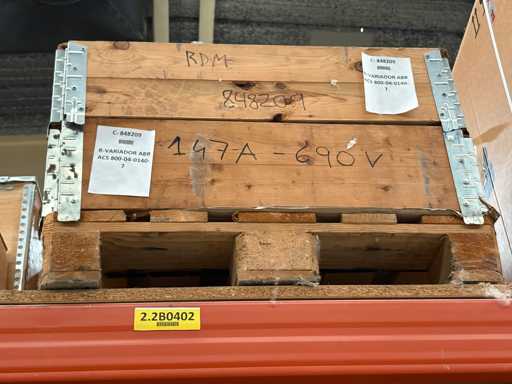 RDM
C- 848209
R-VARIADOR ABB
ACS 800-04-0140-
7
848209
C- 848209
R-VARIADOR ABB
ACS 800-04-0140-
7
147A - 690V
2.2B0402